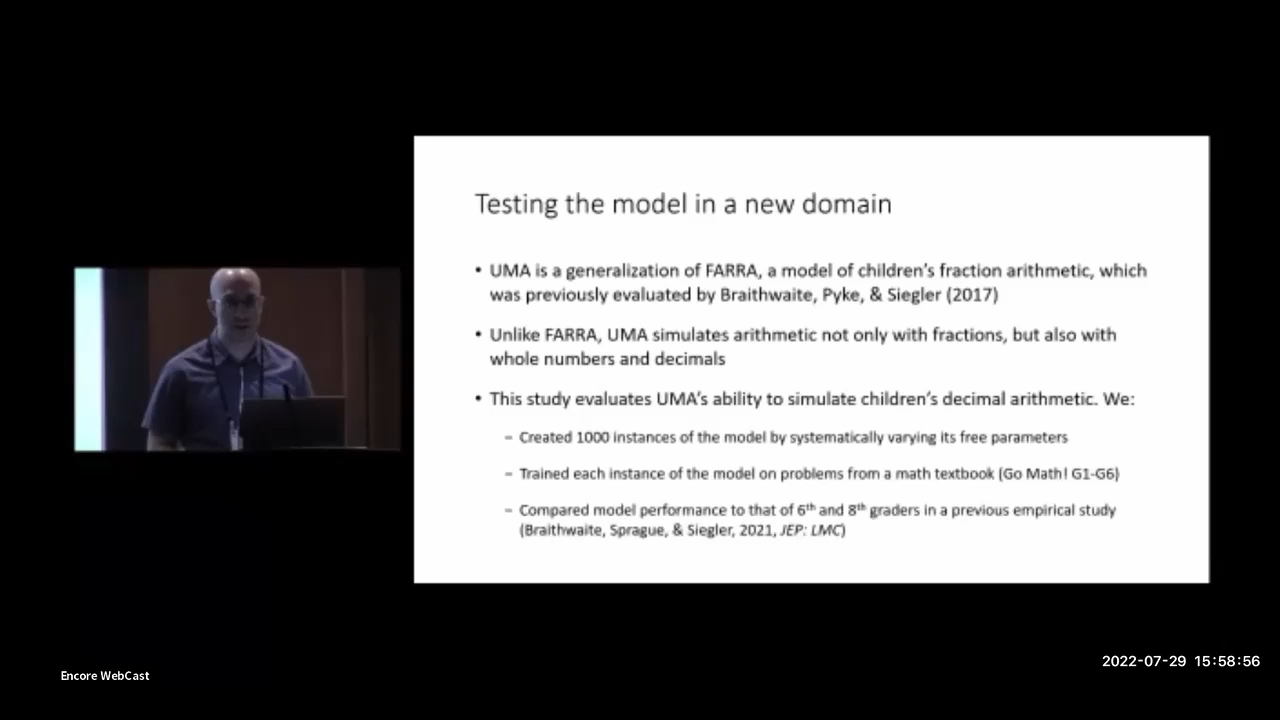 Testing the model in a new domain
• UMA is a generalization of FARRA, a model of children's fraction arithmetic, which
was previously evaluated by Braithwaite, Pyke, & Siegler (2017)
• Unlike FARRA, UMA simulates arithmetic not only with fractions, but also with
whole numbers and decimals
• This study evaluates UMA's ability to simulate children's decimal arithmetic. We:
– Created 1000 instances of the model by systematically varying its free parameters
– Trained each instance of the model on problems from a math textbook (Go Math! G1-G6)
– Compared model performance to that of 6th and 8th graders in a previous empirical study
(Braithwaite, Sprague, & Siegler, 2021, JEP: LMC)
2022-07-29 15:58:56
Encore WebCast